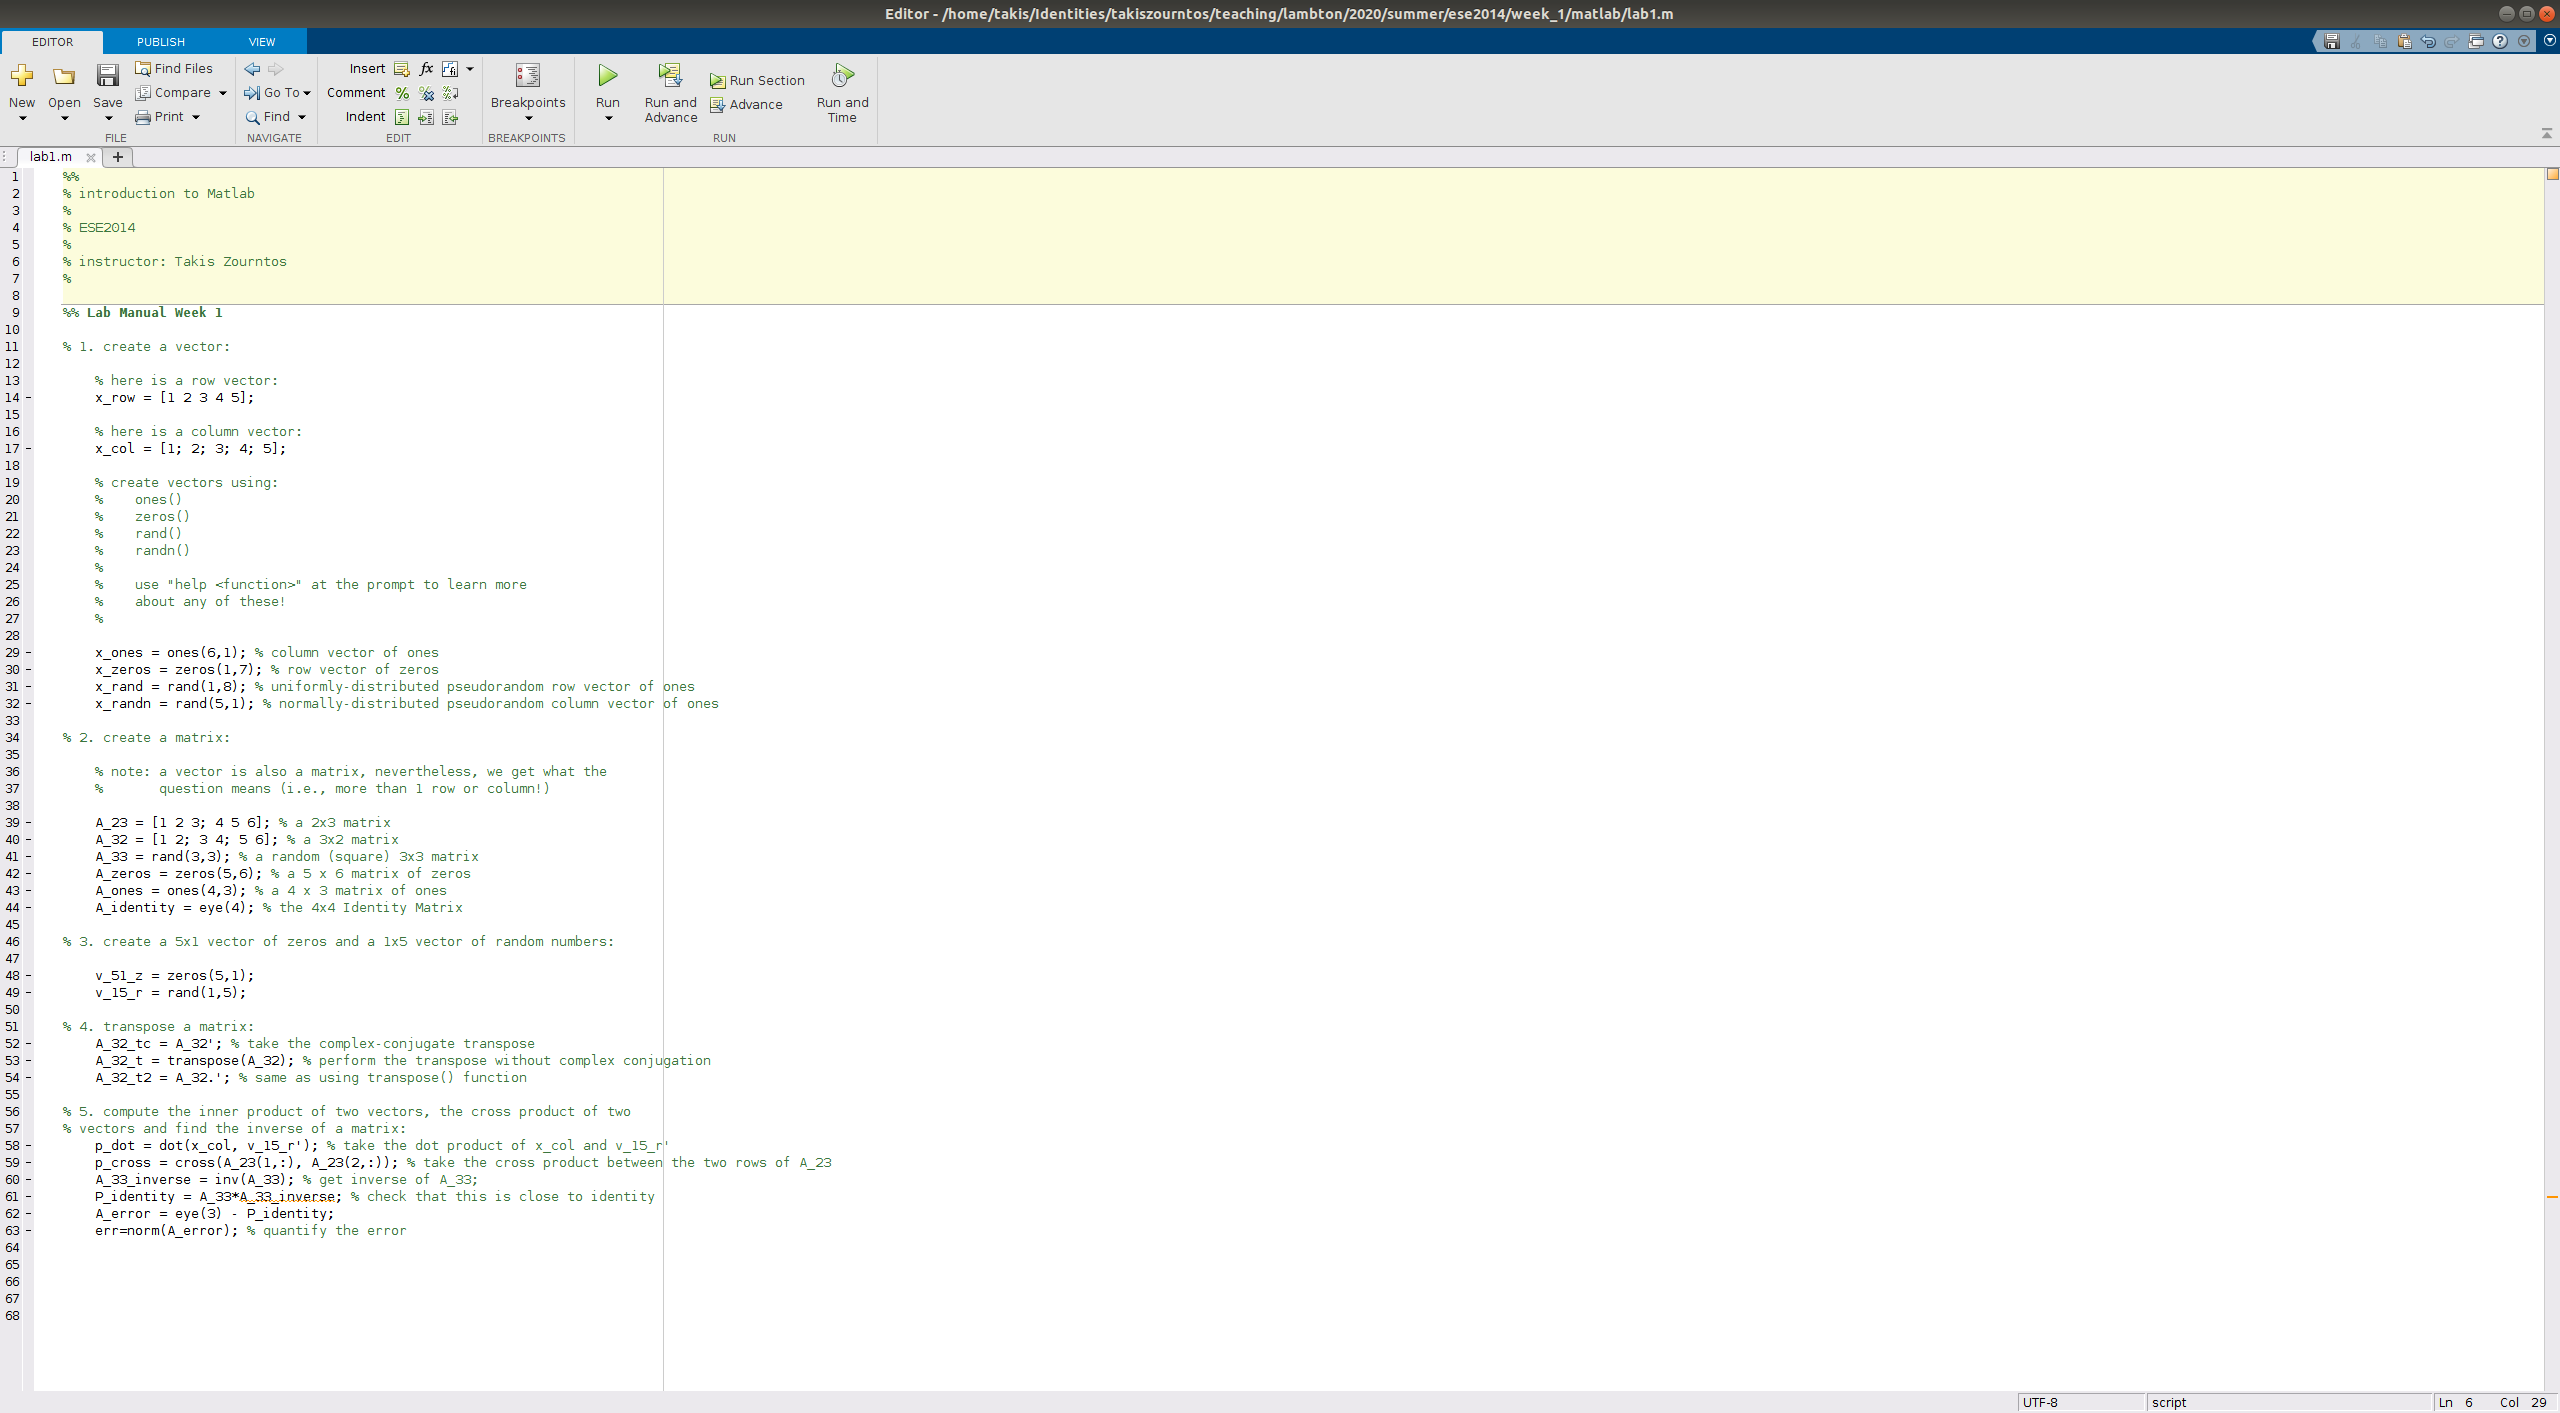 Editor - /home/takis/Identities/takiszourntos/teaching/lambton/2020/summer/ese2014/week_1/matlab/lab1.m
EDITOR PUBLISH VIEW
New
Open
Save
Find Files
Compare
Print
FILE
Go To
Find
NAVIGATE
Insert fx
Comment
Indent
EDIT
Breakpoints
BREAKPOINTS
Run
Run and Advance
Run Section
Advance
Run and Time
RUN
lab1.m
1 %%
2 % introduction to Matlab
3 %
4 % ESE2014
5 %
6 % instructor: Takis Zourntos
7 %
8
9 %% Lab Manual Week 1
10
11 % 1. create a vector:
12
13 % here is a row vector:
14 - x_row = [1 2 3 4 5];
15
16 % here is a column vector:
17 - x_col = [1; 2; 3; 4; 5];
18
19 % create vectors using:
20 % ones()
21 % zeros()
22 % rand()
23 % randn()
24 %
25 % use "help <function>" at the prompt to learn more
26 % about any of these!
27 %
28
29 - x_ones = ones(6,1); % column vector of ones
30 - x_zeros = zeros(1,7); % row vector of zeros
31 - x_rand = rand(1,8); % uniformly-distributed pseudorandom row vector of ones
32 - x_randn = rand(5,1); % normally-distributed pseudorandom column vector of ones
33
34 % 2. create a matrix:
35
36 % note: a vector is also a matrix, nevertheless, we get what the
37 % question means (i.e., more than 1 row or column!)
38
39 - A_23 = [1 2 3; 4 5 6]; % a 2x3 matrix
40 - A_32 = [1 2; 3 4; 5 6]; % a 3x2 matrix
41 - A_33 = rand(3,3); % a random (square) 3x3 matrix
42 - A_zeros = zeros(5,6); % a 5 x 6 matrix of zeros
43 - A_ones = ones(4,3); % a 4 x 3 matrix of ones
44 - A_identity = eye(4); % the 4x4 Identity Matrix
45
46 % 3. create a 5x1 vector of zeros and a 1x5 vector of random numbers:
47
48 - v_51_z = zeros(5,1);
49 - v_15_r = rand(1,5);
50
51 % 4. transpose a matrix:
52 - A_32_tc = A_32'; % take the complex-conjugate transpose
53 - A_32_t = transpose(A_32); % perform the transpose without complex conjugation
54 - A_32_t2 = A_32.'; % same as using transpose() function
55
56 % 5. compute the inner product of two vectors, the cross product of two
57 % vectors and find the inverse of a matrix:
58 - p_dot = dot(x_col, v_15_r'); % take the dot product of x_col and v_15_r'
59 - p_cross = cross(A_23(1,:), A_23(2,:)); % take the cross product between the two rows of A_23
60 - A_33_inverse = inv(A_33); % get inverse of A_33;
61 - P_identity = A_33*A_33_inverse; % check that this is close to identity
62 - A_error = eye(3) - P_identity;
63 - err=norm(A_error); % quantify the error
64
65
66
67
68
UTF-8 script Ln 6 Col 29